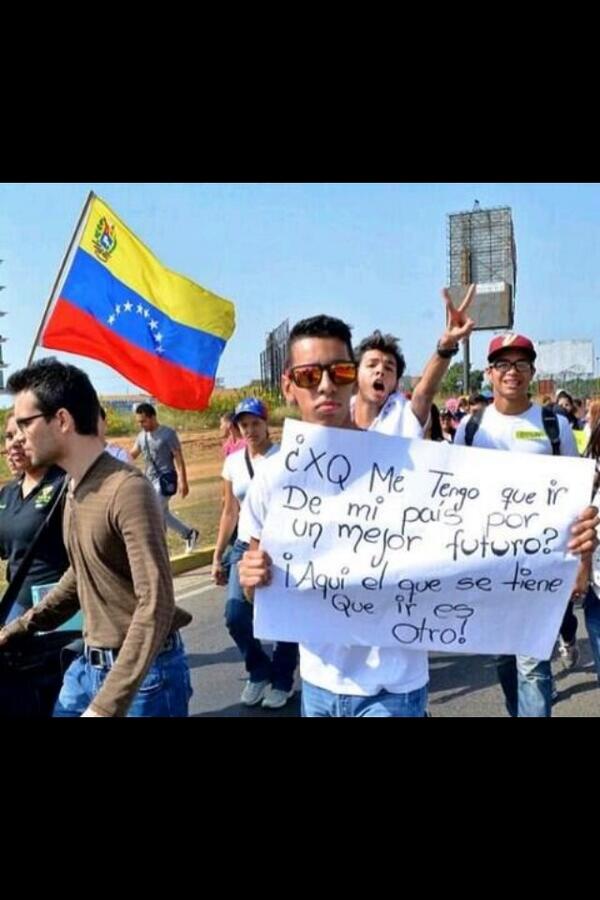 ¿XQ Me Tengo que ir
De mi país por
un mejor futuro?
¡Aquí el que se tiene
Que ir es
otro!